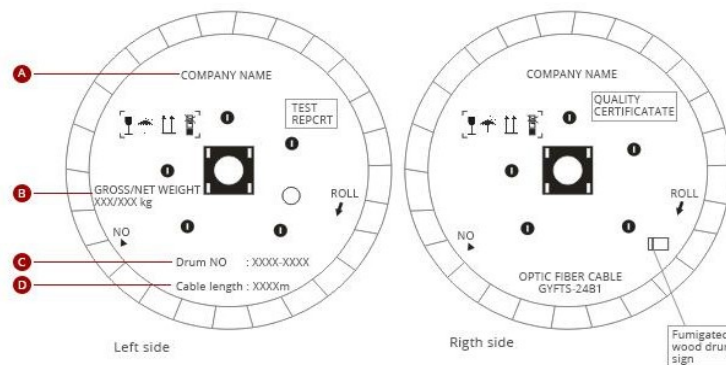 A
COMPANY NAME
TEST
REPCRT
B
GROSS/NET WEIGHT
XXX/XXX kg
ROLL
NO
C
Drum NO : XXXX-XXXX
D
Cable length : XXXXm
Left side
COMPANY NAME
QUALITY
CERTIFICATATE
ROLL
NO
OPTIC FIBER CABLE
GYFTS-24B1
Rigth side
Fumigated
wood drum
sign